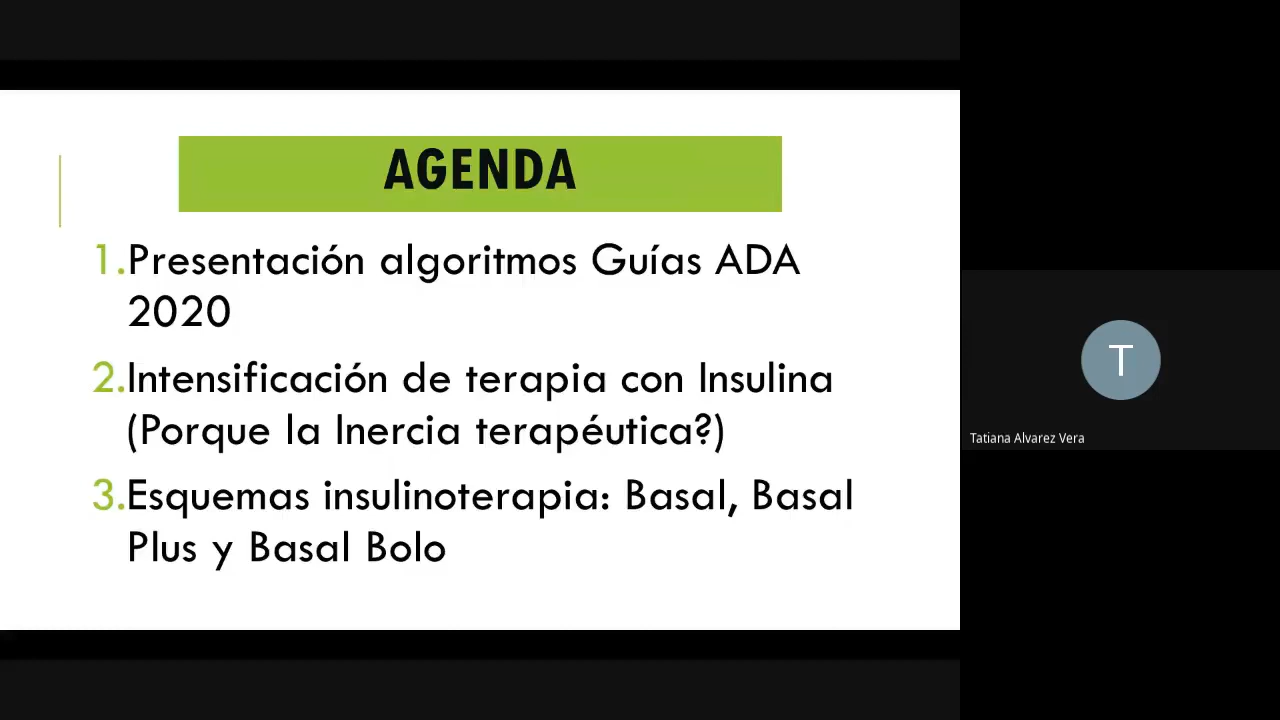 AGENDA
1.Presentación algoritmos Guías ADA
2020
2.Intensificación de terapia con Insulina
(Porque la Inercia terapéutica?)
3.Esquemas insulinoterapia: Basal, Basal
Plus y Basal Bolo
T
Tatiana Alvarez Vera